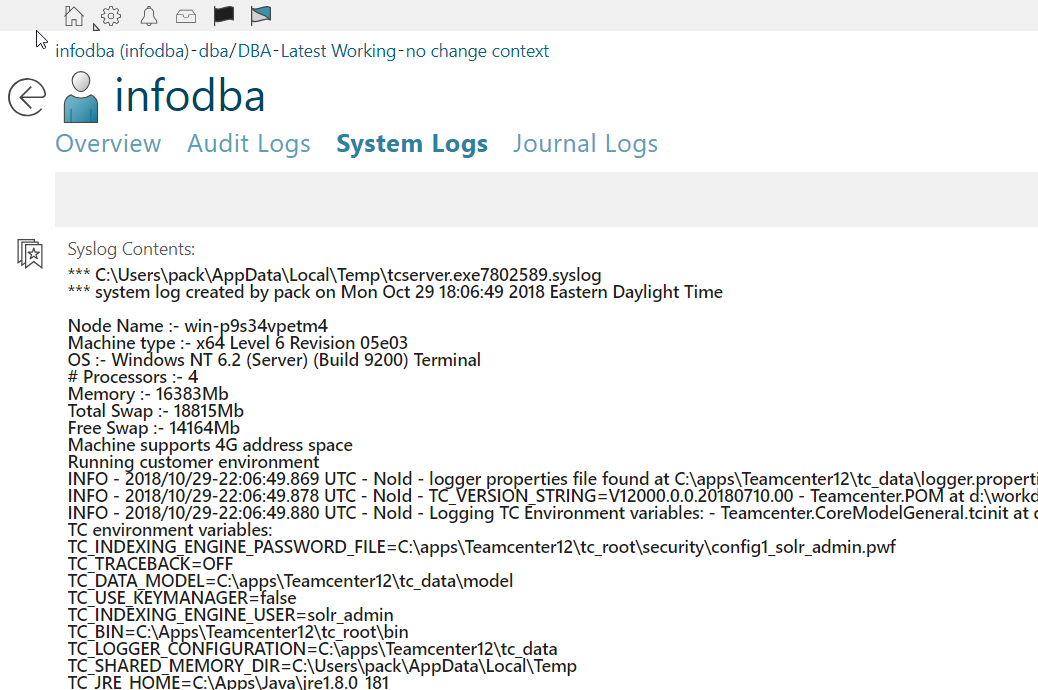 infodba (infodba)-dba/DBA-Latest Working-no change context
infodba
Overview Audit Logs System Logs Journal Logs
Syslog Contents:
*** C:\Users\pack\AppData\Local\Temp\tcserver.exe7802589.syslog
*** system log created by pack on Mon Oct 29 18:06:49 2018 Eastern Daylight Time
Node Name :- win-p9s34vpetm4
Machine type :- x64 Level 6 Revision 05e03
OS :- Windows NT 6.2 (Server) (Build 9200) Terminal
# Processors :- 4
Memory :- 16383Mb
Total Swap :- 18815Mb
Free Swap :- 14164Mb
Machine supports 4G address space
Running customer environment
INFO - 2018/10/29-22:06:49.869 UTC - NoId - logger properties file found at C:\apps\Teamcenter12\tc_data\logger.properti
INFO - 2018/10/29-22:06:49.878 UTC - NoId - TC_VERSION_STRING=V12000.0.0.20180710.00 - Teamcenter.POM at d:\workd
INFO - 2018/10/29-22:06:49.880 UTC - NoId - Logging TC Environment variables: - Teamcenter.CoreModelGeneral.tcinit at d
TC environment variables:
TC_INDEXING_ENGINE_PASSWORD_FILE=C:\apps\Teamcenter12\tc_root\security\config1_solr_admin.pwf
TC_TRACEBACK=OFF
TC_DATA_MODEL=C:\apps\Teamcenter12\tc_data\model
TC_USE_KEYMANAGER=false
TC_INDEXING_ENGINE_USER=solr_admin
TC_BIN=C:\Apps\Teamcenter12\tc_root\bin
TC_LOGGER_CONFIGURATION=C:\apps\Teamcenter12\tc_data
TC_SHARED_MEMORY_DIR=C:\Users\pack\AppData\Local\Temp
TC_JRE_HOME=C:\Apps\Java\jre1.8.0_181